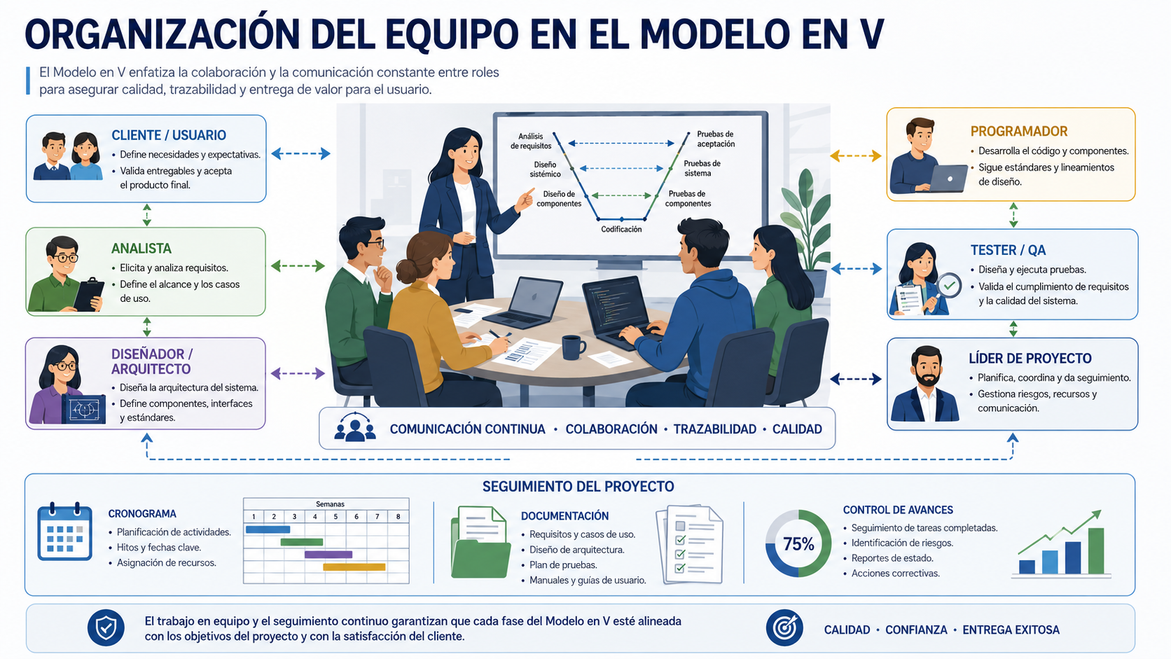 ORGANIZACIÓN DEL EQUIPO EN EL MODELO EN V
El Modelo en V enfatiza la colaboración y la comunicación constante entre roles
para asegurar calidad, trazabilidad y entrega de valor para el usuario.
CLIENTE / USUARIO
• Define necesidades y expectativas.
• Valida entregables y acepta
el producto final.
ANALISTA
• Elicita y analiza requisitos.
• Define el alcance y los casos
de uso.
DISEÑADOR /
ARQUITECTO
• Diseña la arquitectura del sistema.
• Define componentes, interfaces
y estándares.
Análisis
de requisitos
Diseño
sistémico
Diseño de
componentes
Codificación
Pruebas de
aceptación
Pruebas de
sistema
Pruebas de
componentes
PROGRAMADOR
• Desarrolla el código y componentes.
• Sigue estándares y lineamientos
de diseño.
TESTER / QA
• Diseña y ejecuta pruebas.
• Valida el cumplimiento de requisitos
y la calidad del sistema.
LÍDER DE PROYECTO
• Planifica, coordina y da seguimiento.
• Gestiona riesgos, recursos y
comunicación.
COMUNICACIÓN CONTINUA • COLABORACIÓN • TRAZABILIDAD • CALIDAD
SEGUIMIENTO DEL PROYECTO
CRONOGRAMA
• Planificación de actividades.
• Hitos y fechas clave.
• Asignación de recursos.
Semanas
1 2 3 4 5 6 7 8
DOCUMENTACIÓN
• Requisitos y casos de uso.
• Diseño de arquitectura.
• Plan de pruebas.
• Manuales y guías de usuario.
75%
CONTROL DE AVANCES
• Seguimiento de tareas completadas.
• Identificación de riesgos.
• Reportes de estado.
• Acciones correctivas.
El trabajo en equipo y el seguimiento continuo garantizan que cada fase del Modelo en V esté alineada
con los objetivos del proyecto y con la satisfacción del cliente.
CALIDAD • CONFIANZA • ENTREGA EXITOSA